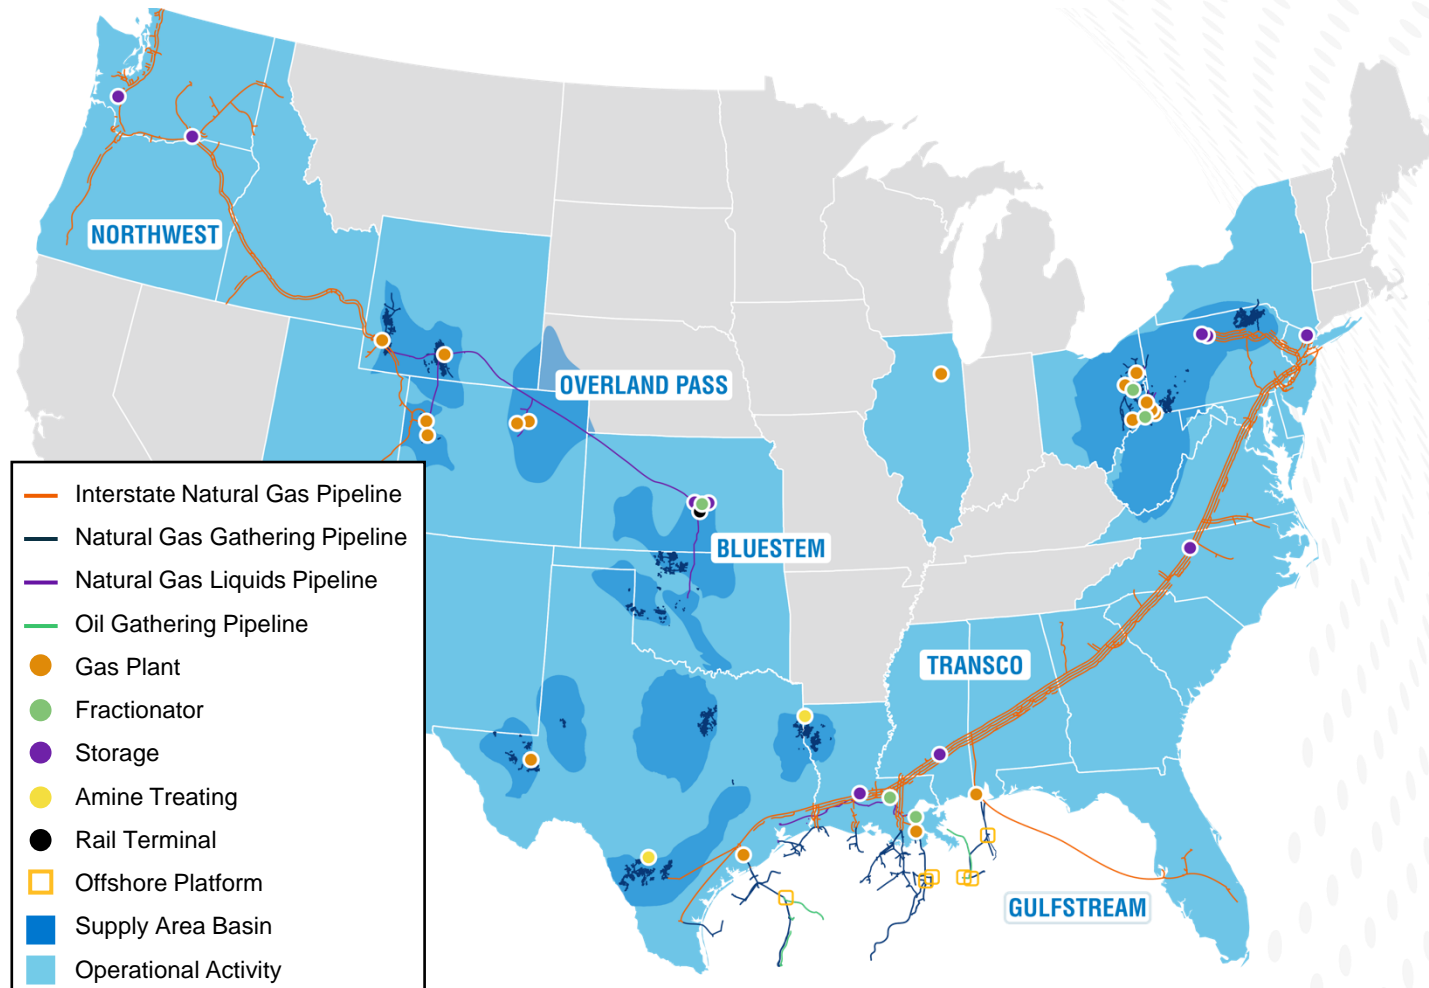 NORTHWEST
OVERLAND PASS
BLUESTEM
TRANSCO
GULFSTREAM
Interstate Natural Gas Pipeline
Natural Gas Gathering Pipeline
Natural Gas Liquids Pipeline
Oil Gathering Pipeline
Gas Plant
Fractionator
Storage
Amine Treating
Rail Terminal
Offshore Platform
Supply Area Basin
Operational Activity